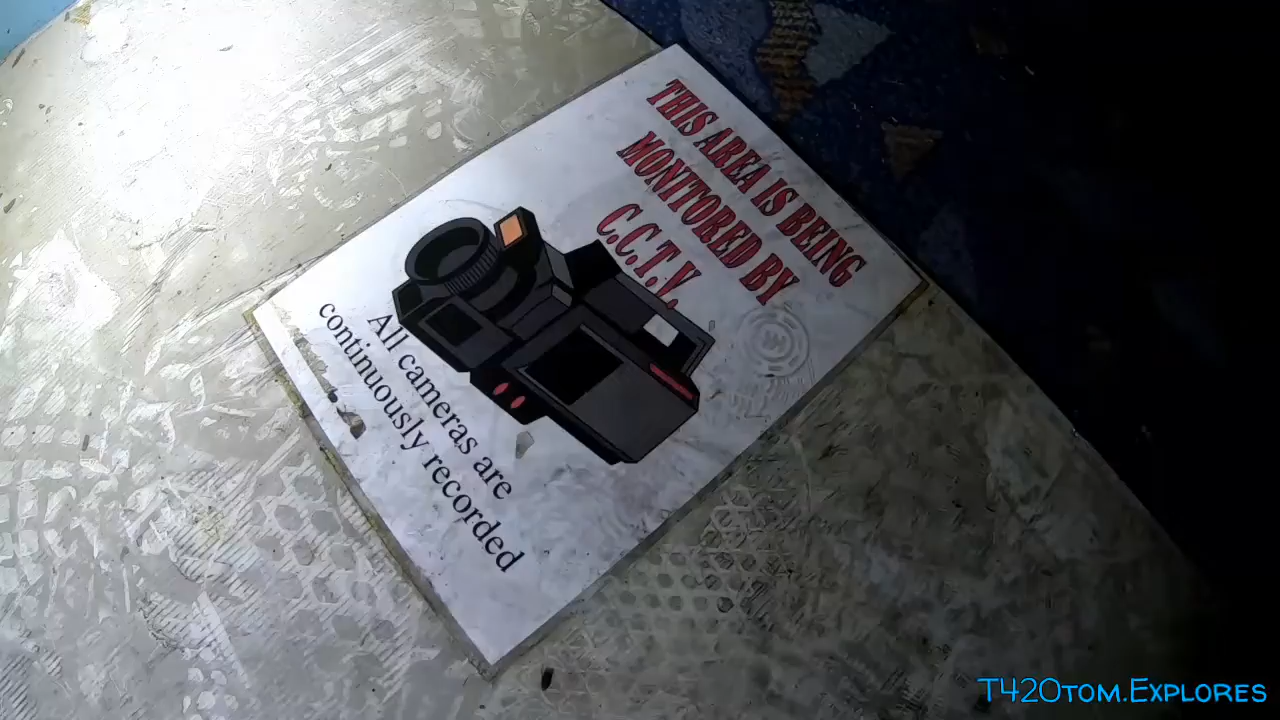 THIS AREA IS BEING
MONITORED BY
C.C.T.V.
All cameras are
continuously recorded
T420tom.Explores